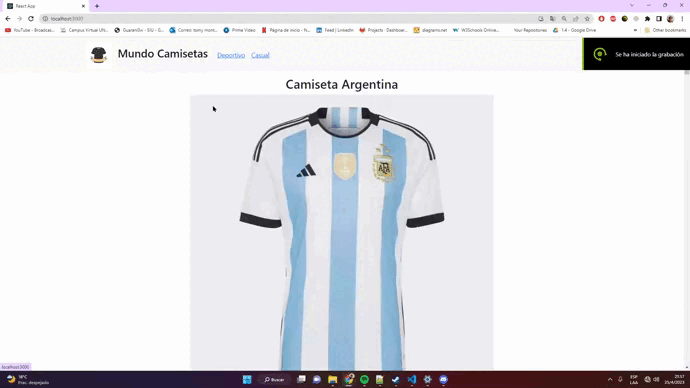 React App
localhost:3000
YouTube - Broadcas...
Campus Virtual UN...
Guaraní3w - SIU - G...
Correo: tomy mont...
Prime Video
Página de inicio - N...
Feed | LinkedIn
Projects · Dashboar...
diagrams.net
W3Schools Online...
Your Repositories
1.4 - Google Drive
Other bookmarks
Mundo Camisetas
Deportivo
Casual
Se ha iniciado la grabación
Camiseta Argentina
AFA
localhost:3000
18°C
Prac. despejado
Buscar
ESP
LAA
21:57
25/4/2023